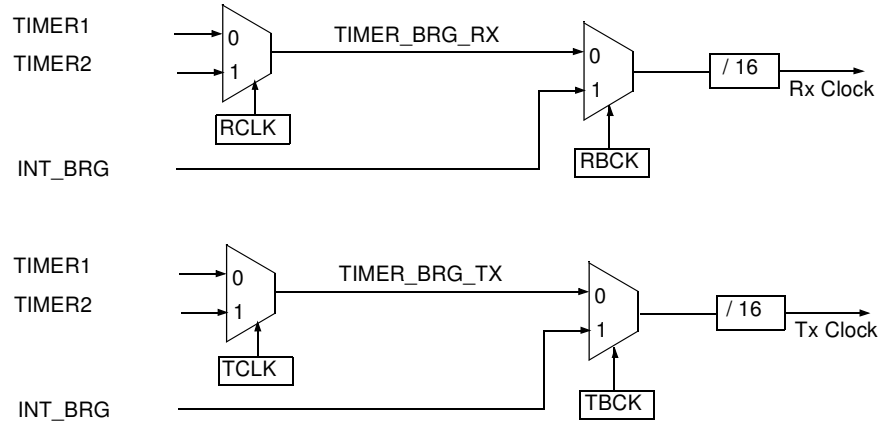 TIMER1
0
TIMER_BRG_RX
TIMER2
1
0
/ 16
1
Rx Clock
RCLK
INT_BRG
RBCK
TIMER1
0
TIMER_BRG_TX
TIMER2
1
0
/ 16
1
Tx Clock
TCLK
INT_BRG
TBCK